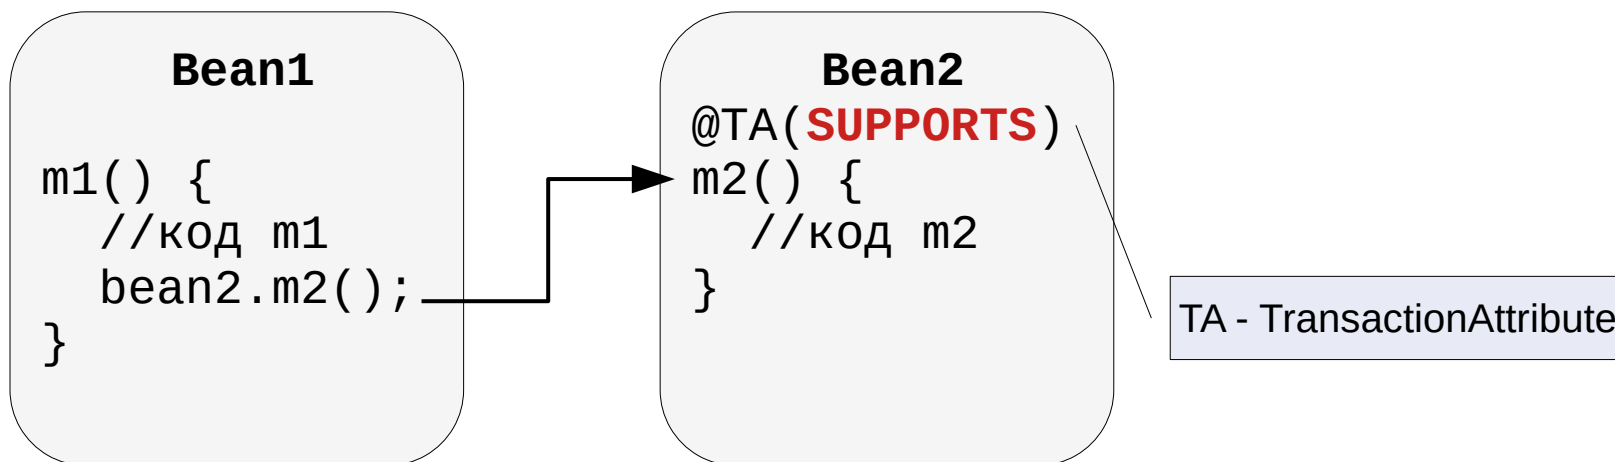 Bean1
m1() {
//код m1
bean2.m2();
}
Bean2
@TA(SUPPORTS)
m2() {
//код m2
}
TA - TransactionAttribute